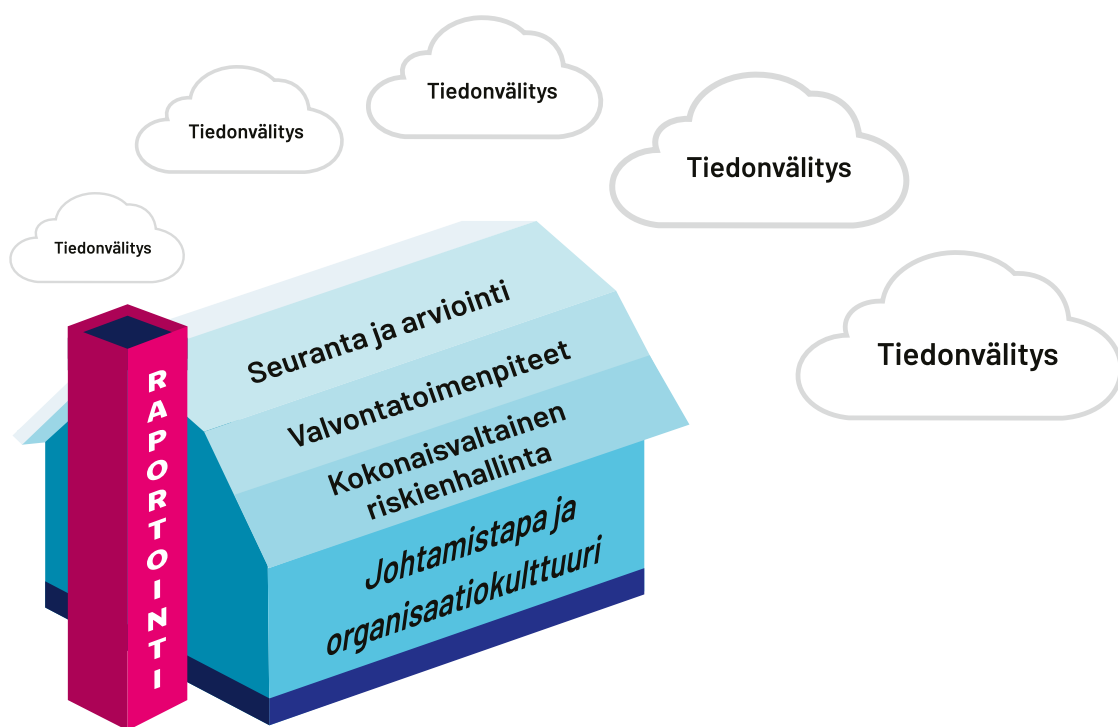 Tiedonvälitys
Tiedonvälitys
Tiedonvälitys
Tiedonvälitys
Tiedonvälitys
Seuranta ja arviointi
Valvontatoimenpiteet
Kokonaisvaltainen
riskienhallinta
Johtamistapa ja
organisaatiokulttuuri
RAPORTOINTI